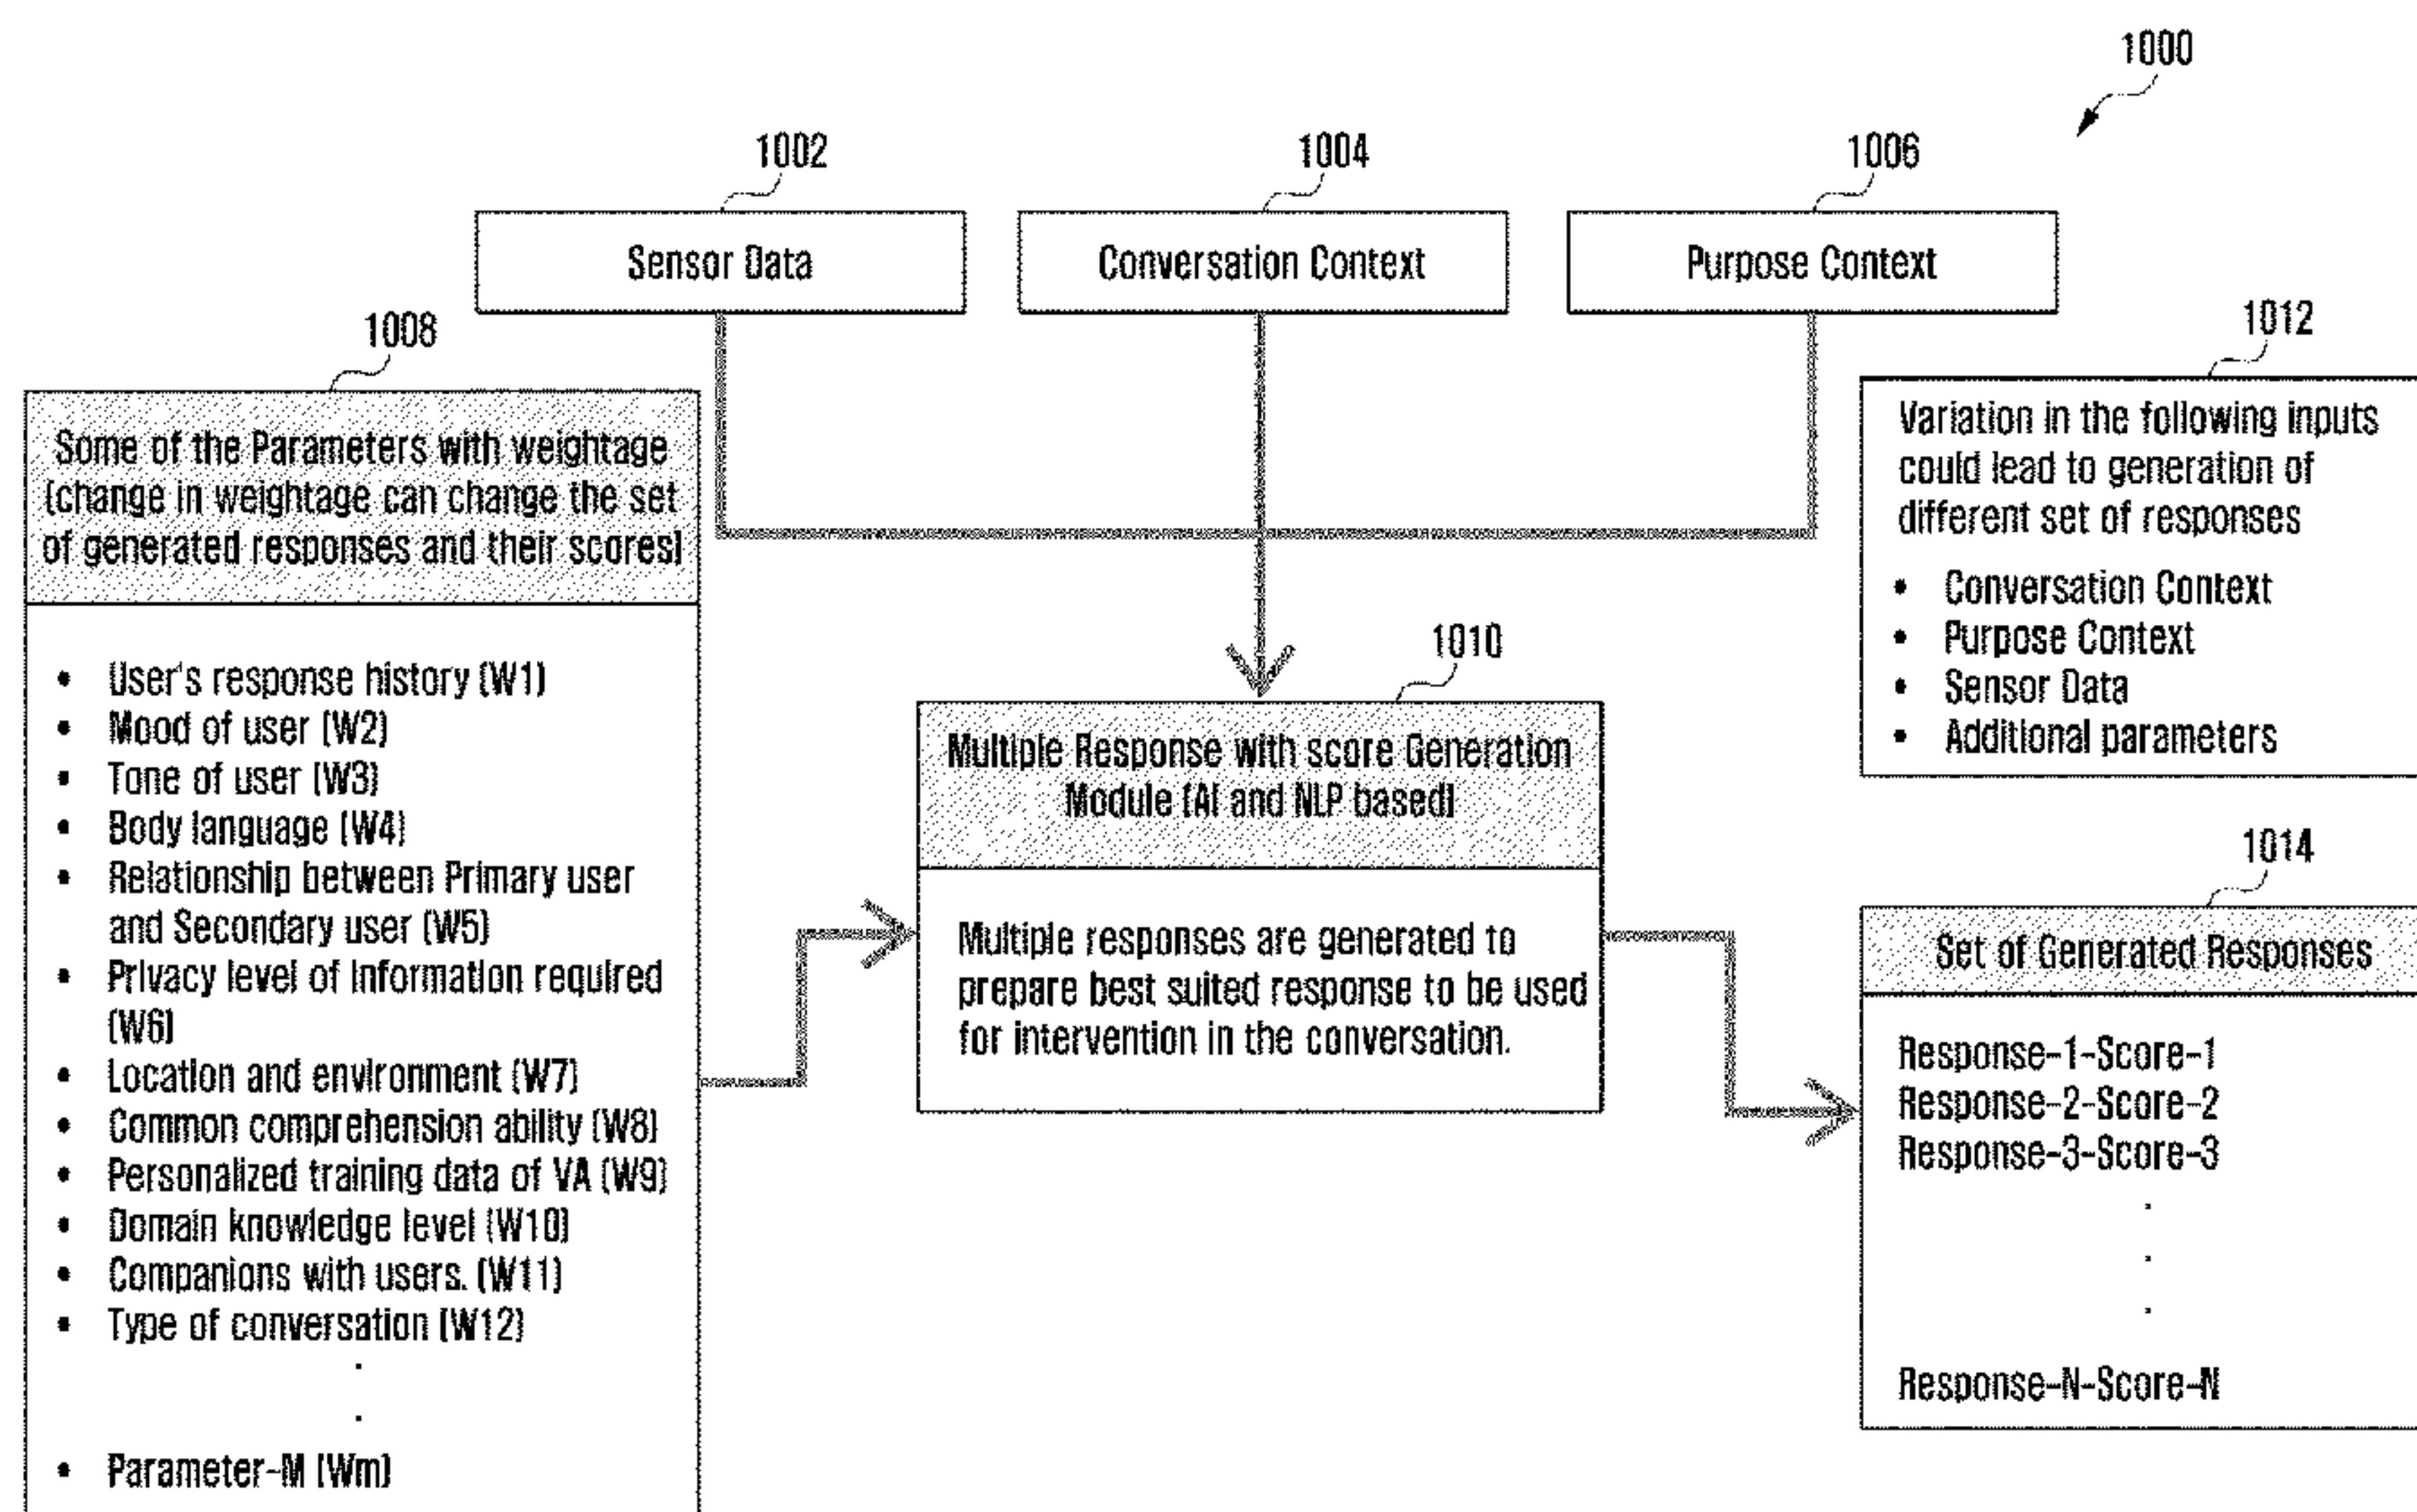 1000
1002
1004
1006
Sensor Data
Conversation Context
Purpose Context
1008
Some of the Parameters with weightage
(change in weightage can change the set
of generated responses and their scores)
• User's response history (W1)
• Mood of user (W2)
• Tone of user (W3)
• Body language (W4)
• Relationship between Primary user
and Secondary user (W5)
• Privacy level of Information required
(W6)
• Location and environment (W7)
• Common comprehension ability (W8)
• Personalized training data of VA (W9)
• Domain knowledge level (W10)
• Companions with users. (W11)
• Type of conversation (W12)
.
.
• Parameter-M (Wm)
1010
Multiple Response with score Generation
Module (AI and NLP based)
Multiple responses are generated to
prepare best suited response to be used
for intervention in the conversation.
1012
Variation in the following inputs
could lead to generation of
different set of responses
• Conversation Context
• Purpose Context
• Sensor Data
• Additional parameters
1014
Set of Generated Responses
Response-1-Score-1
Response-2-Score-2
Response-3-Score-3
.
.
.
Response-N-Score-N